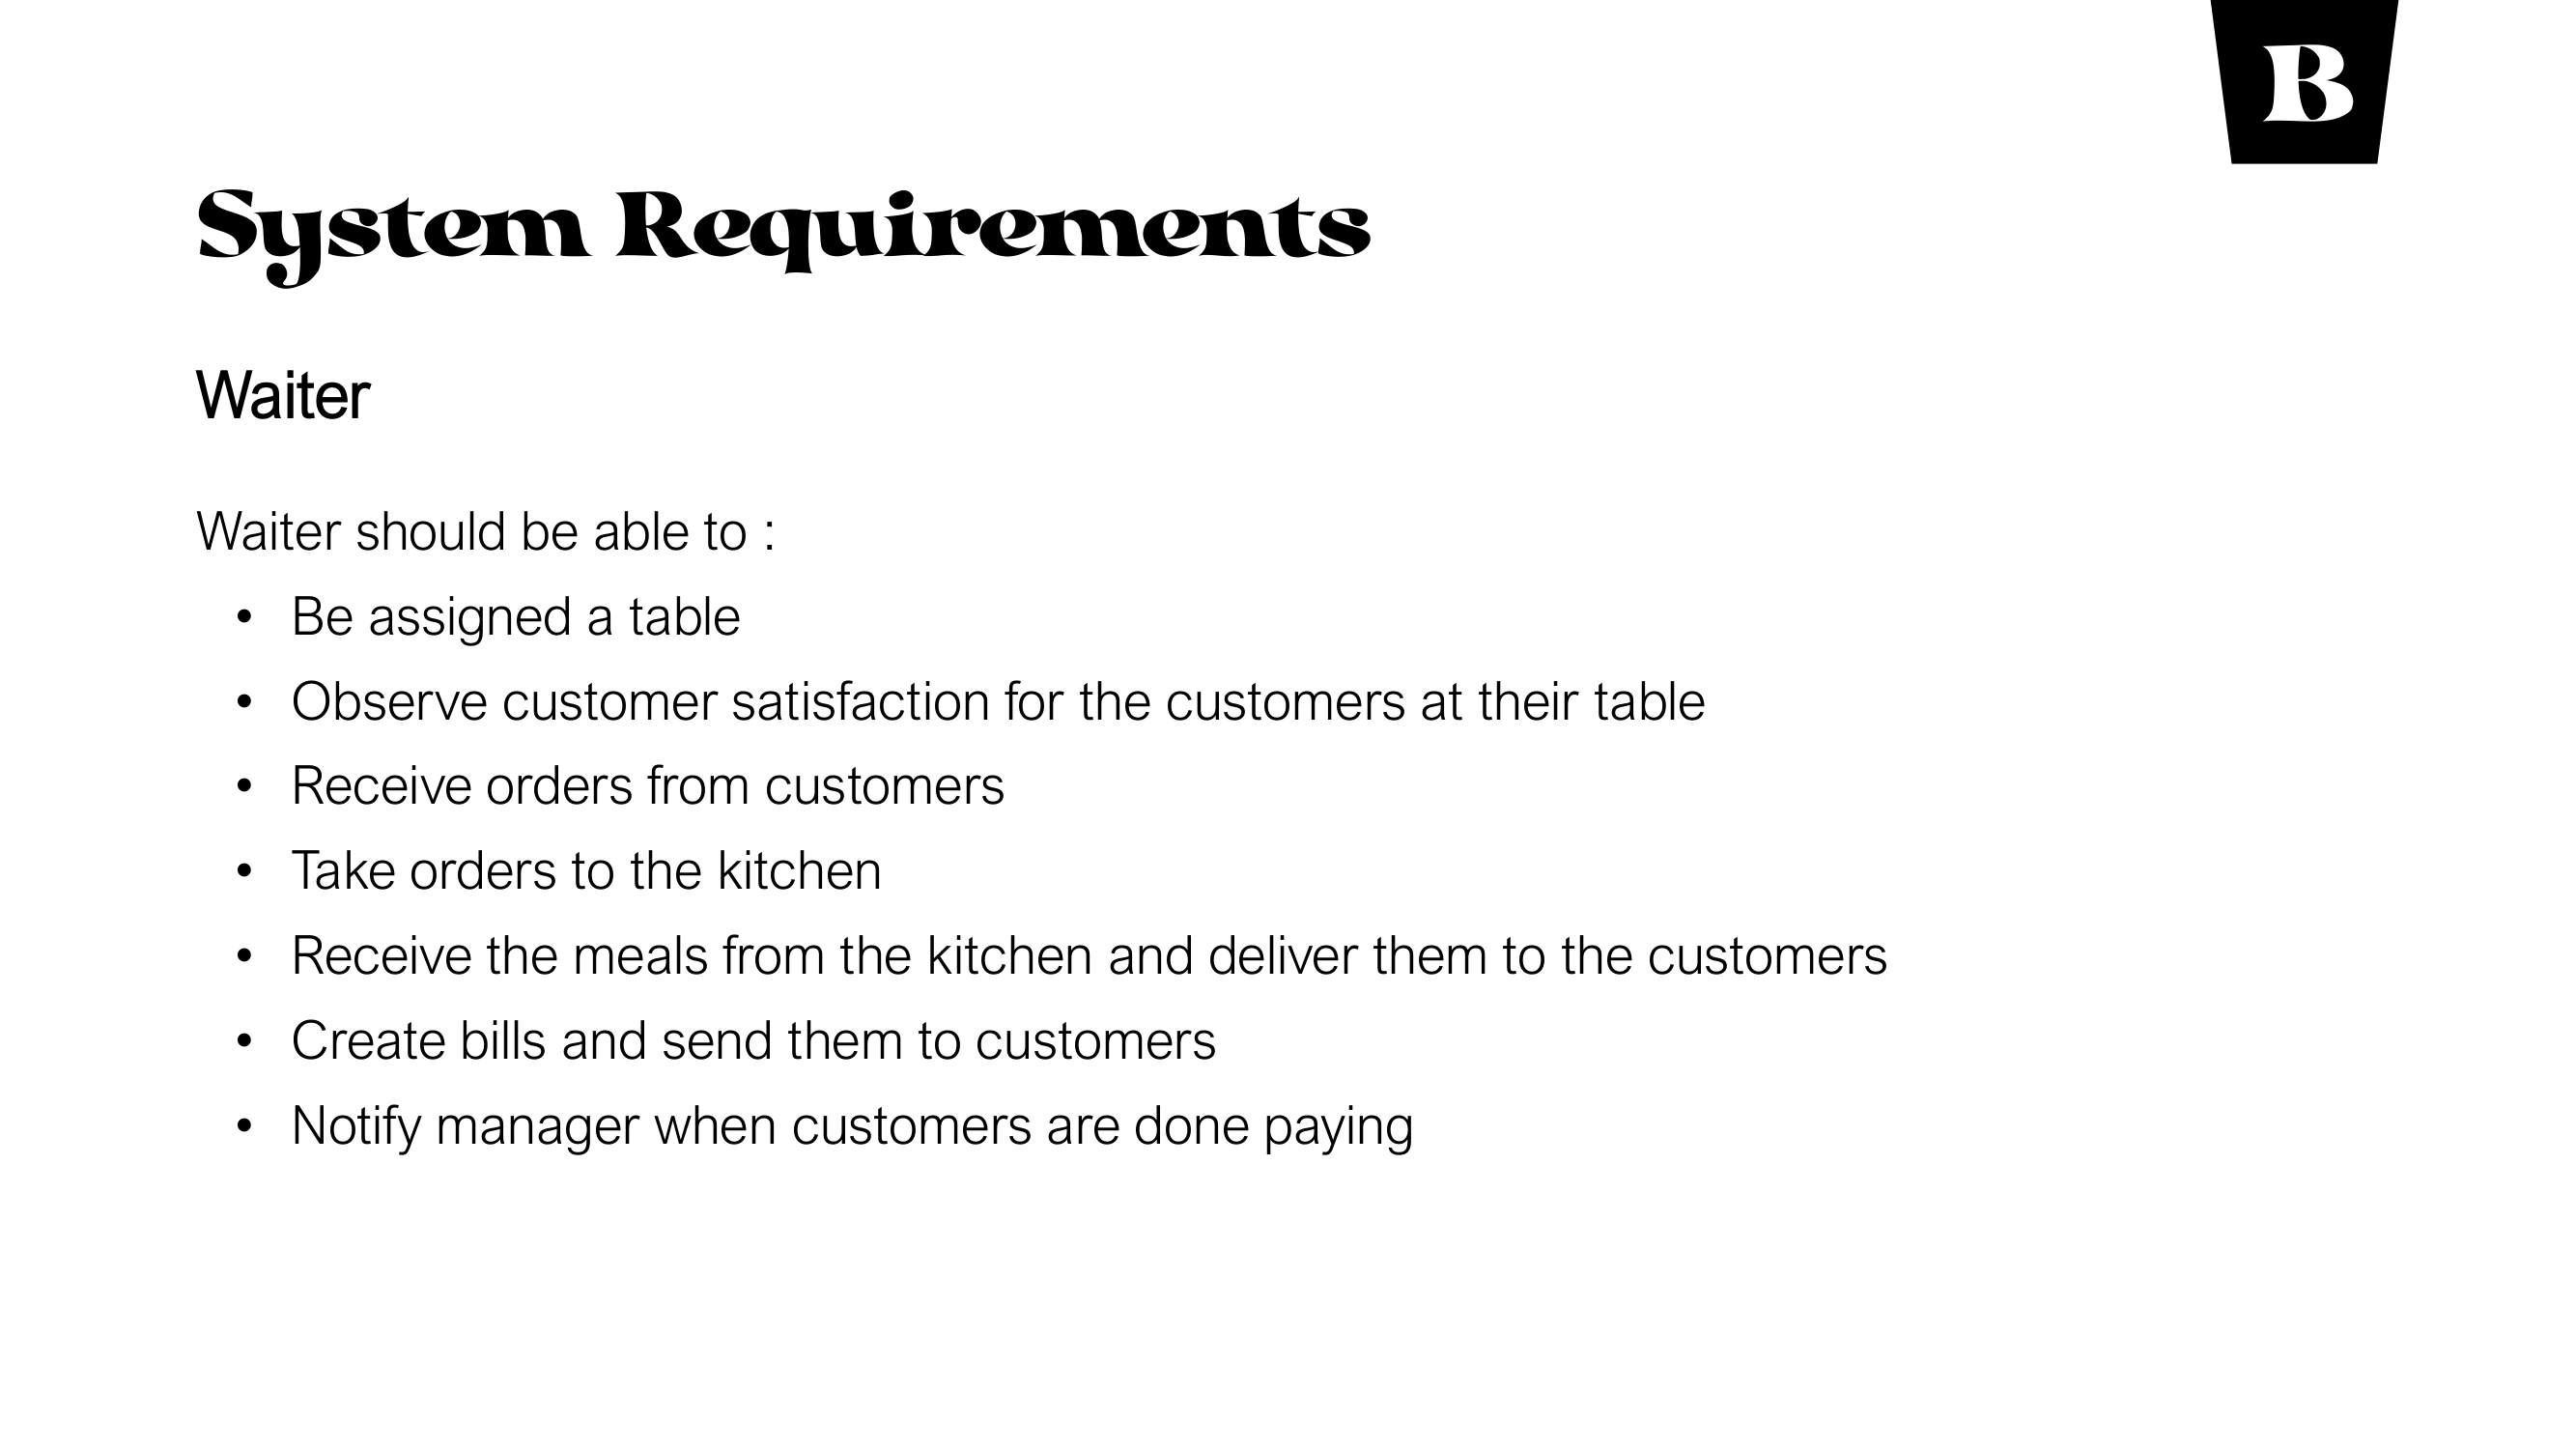 B
System Requirements
Waiter
Waiter should be able to :
• Be assigned a table
• Observe customer satisfaction for the customers at their table
• Receive orders from customers
• Take orders to the kitchen
• Receive the meals from the kitchen and deliver them to the customers
• Create bills and send them to customers
• Notify manager when customers are done paying